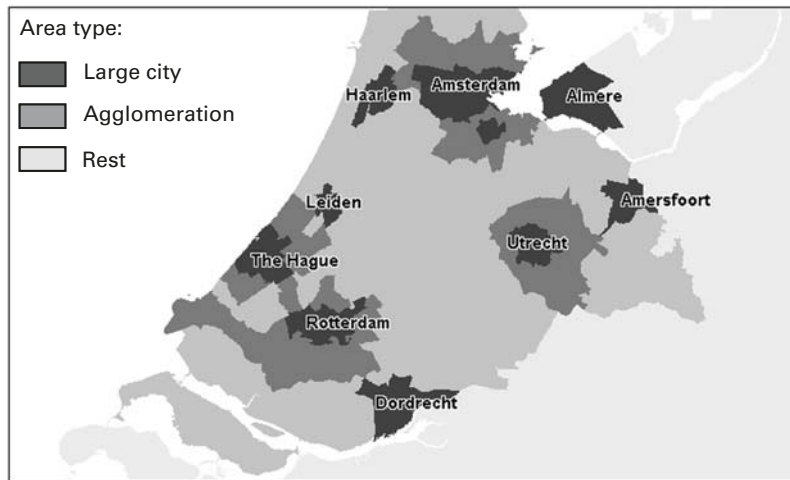 Area type:
Large city
Agglomeration
Rest
Haarlem
Amsterdam
Almere
Leiden
Amersfoort
Utrecht
The Hague
Rotterdam
Dordrecht